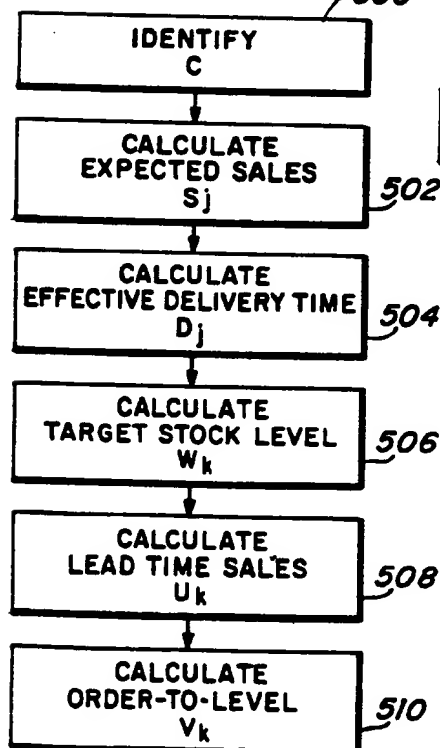 IDENTIFY
C
CALCULATE
EXPECTED SALES
Sj
502
CALCULATE
EFFECTIVE DELIVERY TIME
Dj
504
CALCULATE
TARGET STOCK LEVEL
Wk
506
CALCULATE
LEAD TIME SALES
Uk
508
CALCULATE
ORDER-TO-LEVEL
Vk
510